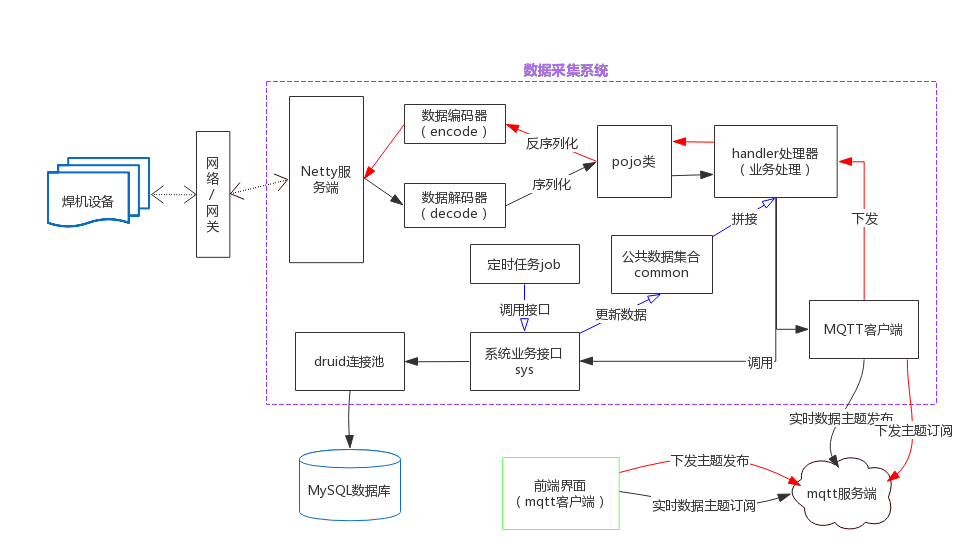 数据采集系统
焊机设备
网
络
/
网
关
Netty服
务端
数据编码器
（encode）
数据解码器
（decode）
反序列化
序列化
pojo类
handler处理器
（业务处理）
拼接
下发
定时任务job
公共数据集合
common
调用接口
更新数据
MQTT客户端
druid连接池
系统业务接口
sys
调用
实时数据主题发布
下发主题订阅
MySQL数据库
前端界面
（mqtt客户端）
下发主题发布
实时数据主题订阅
mqtt服务端